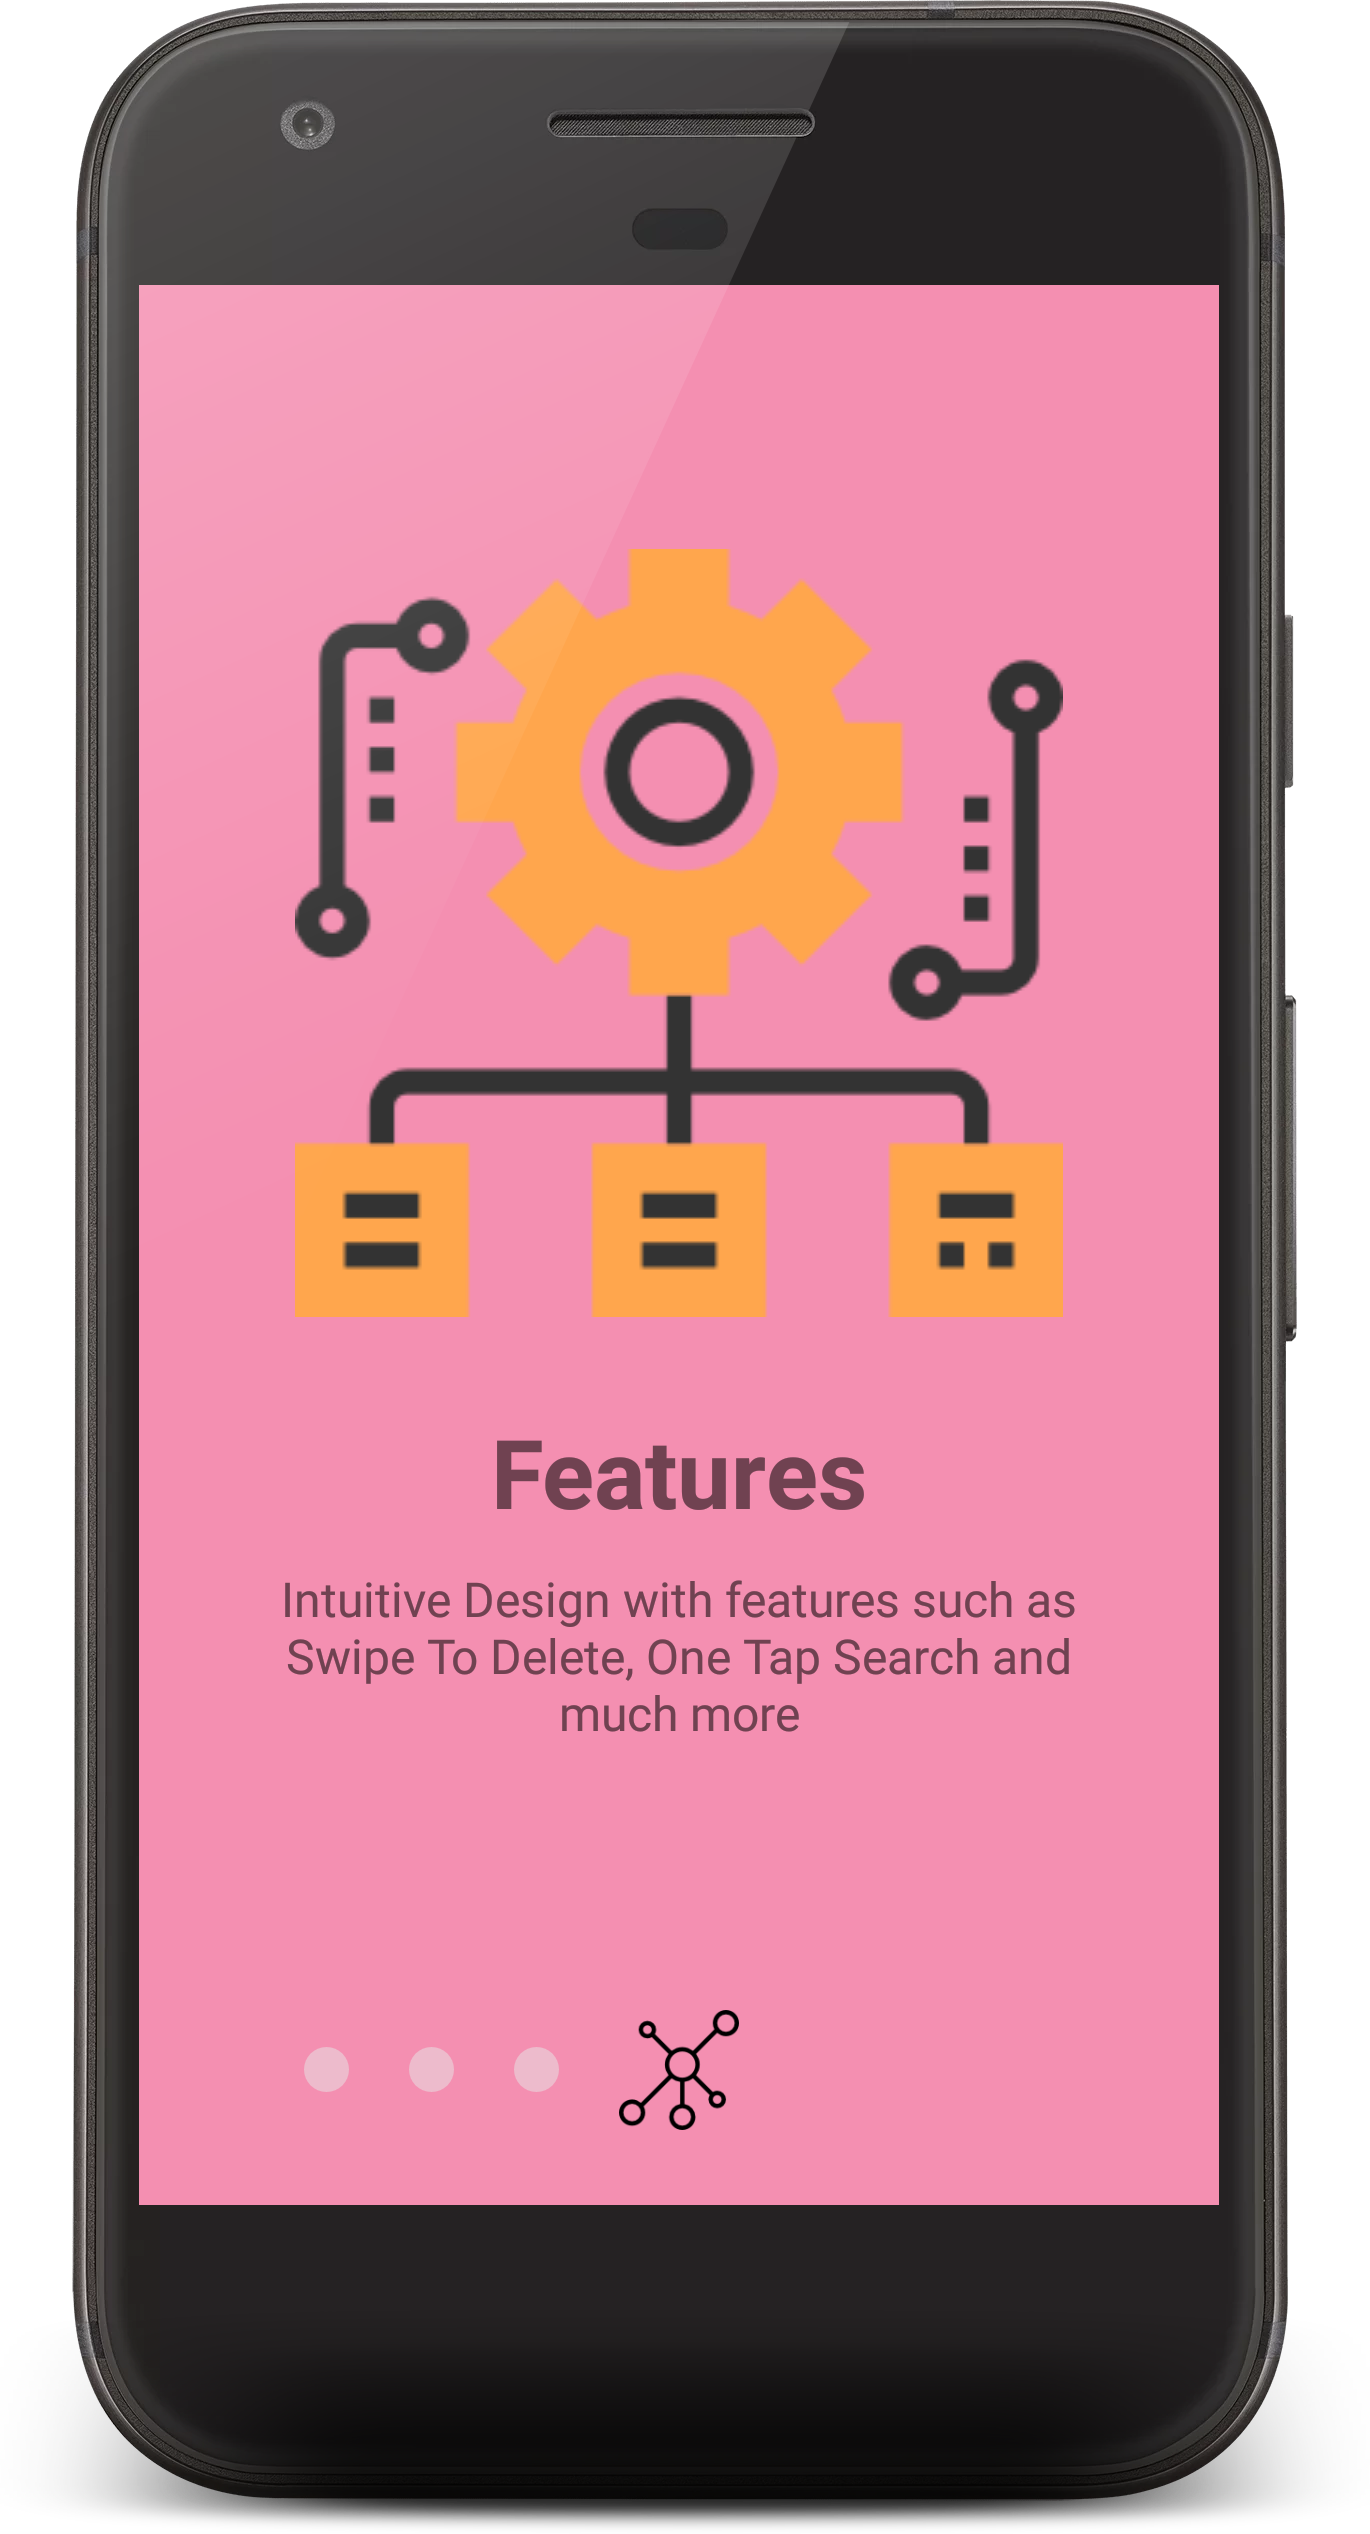 Features
Intuitive Design with features such as
Swipe To Delete, One Tap Search and
much more